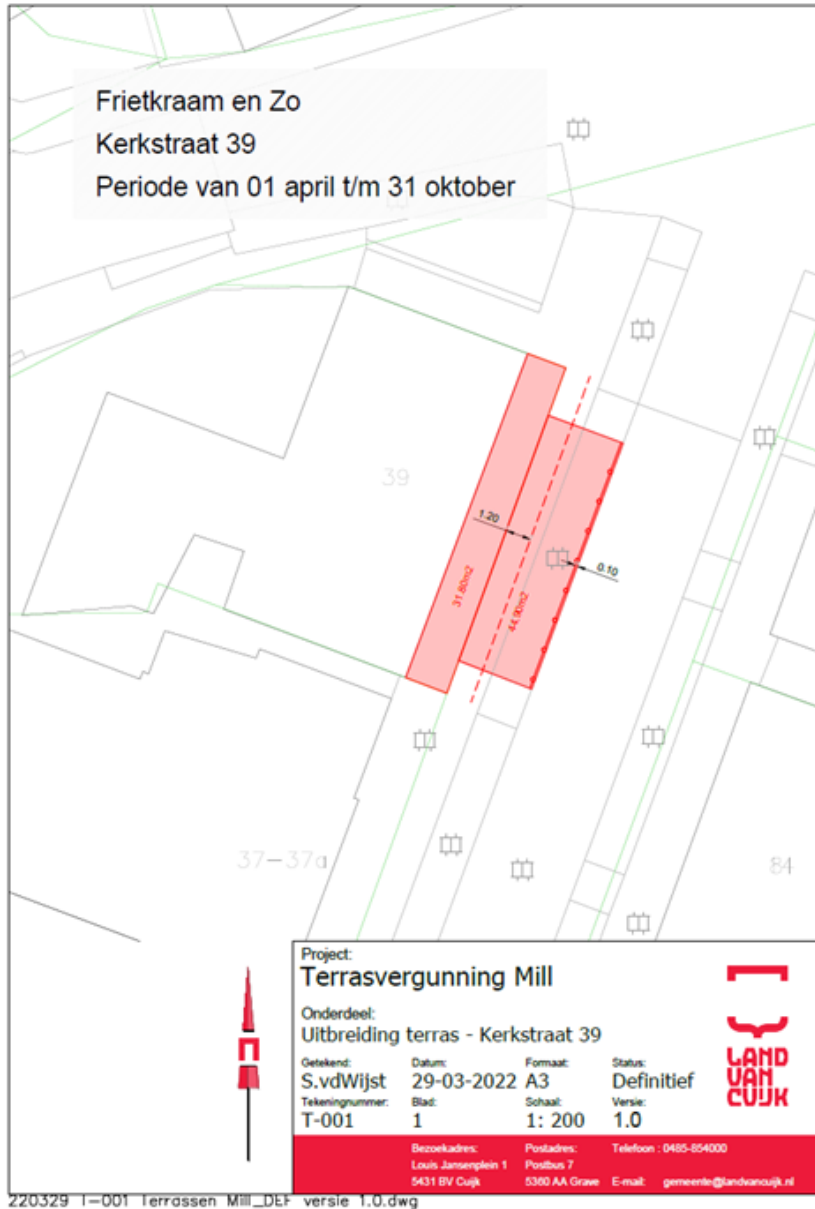 Frietkraam en Zo
Kerkstraat 39
Periode van 01 april t/m 31 oktober
39
1.20
0.10
31.80m2
44.90m2
37-37a
84
Project:
Terrasvergunning Mill
Onderdeel:
Uitbreiding terras - Kerkstraat 39
Getekend: Datum: Formaat: Status:
S.vdWijst 29-03-2022 A3 Definitief
Tekeningnummer: Blad: Schaal: Versie:
T-001 1 1: 200 1.0
LAND
VAN
CUIJK
Bezoekadres: Postadres: Telefoon : 0485-854000
Louis Jansenplein 1 Postbus 7
5431 BV Cuijk 5360 AA Grave E-mail: gemeente@landvancuijk.nl
220329 T-001 Terrassen Mill_DEF versie 1.0.dwg